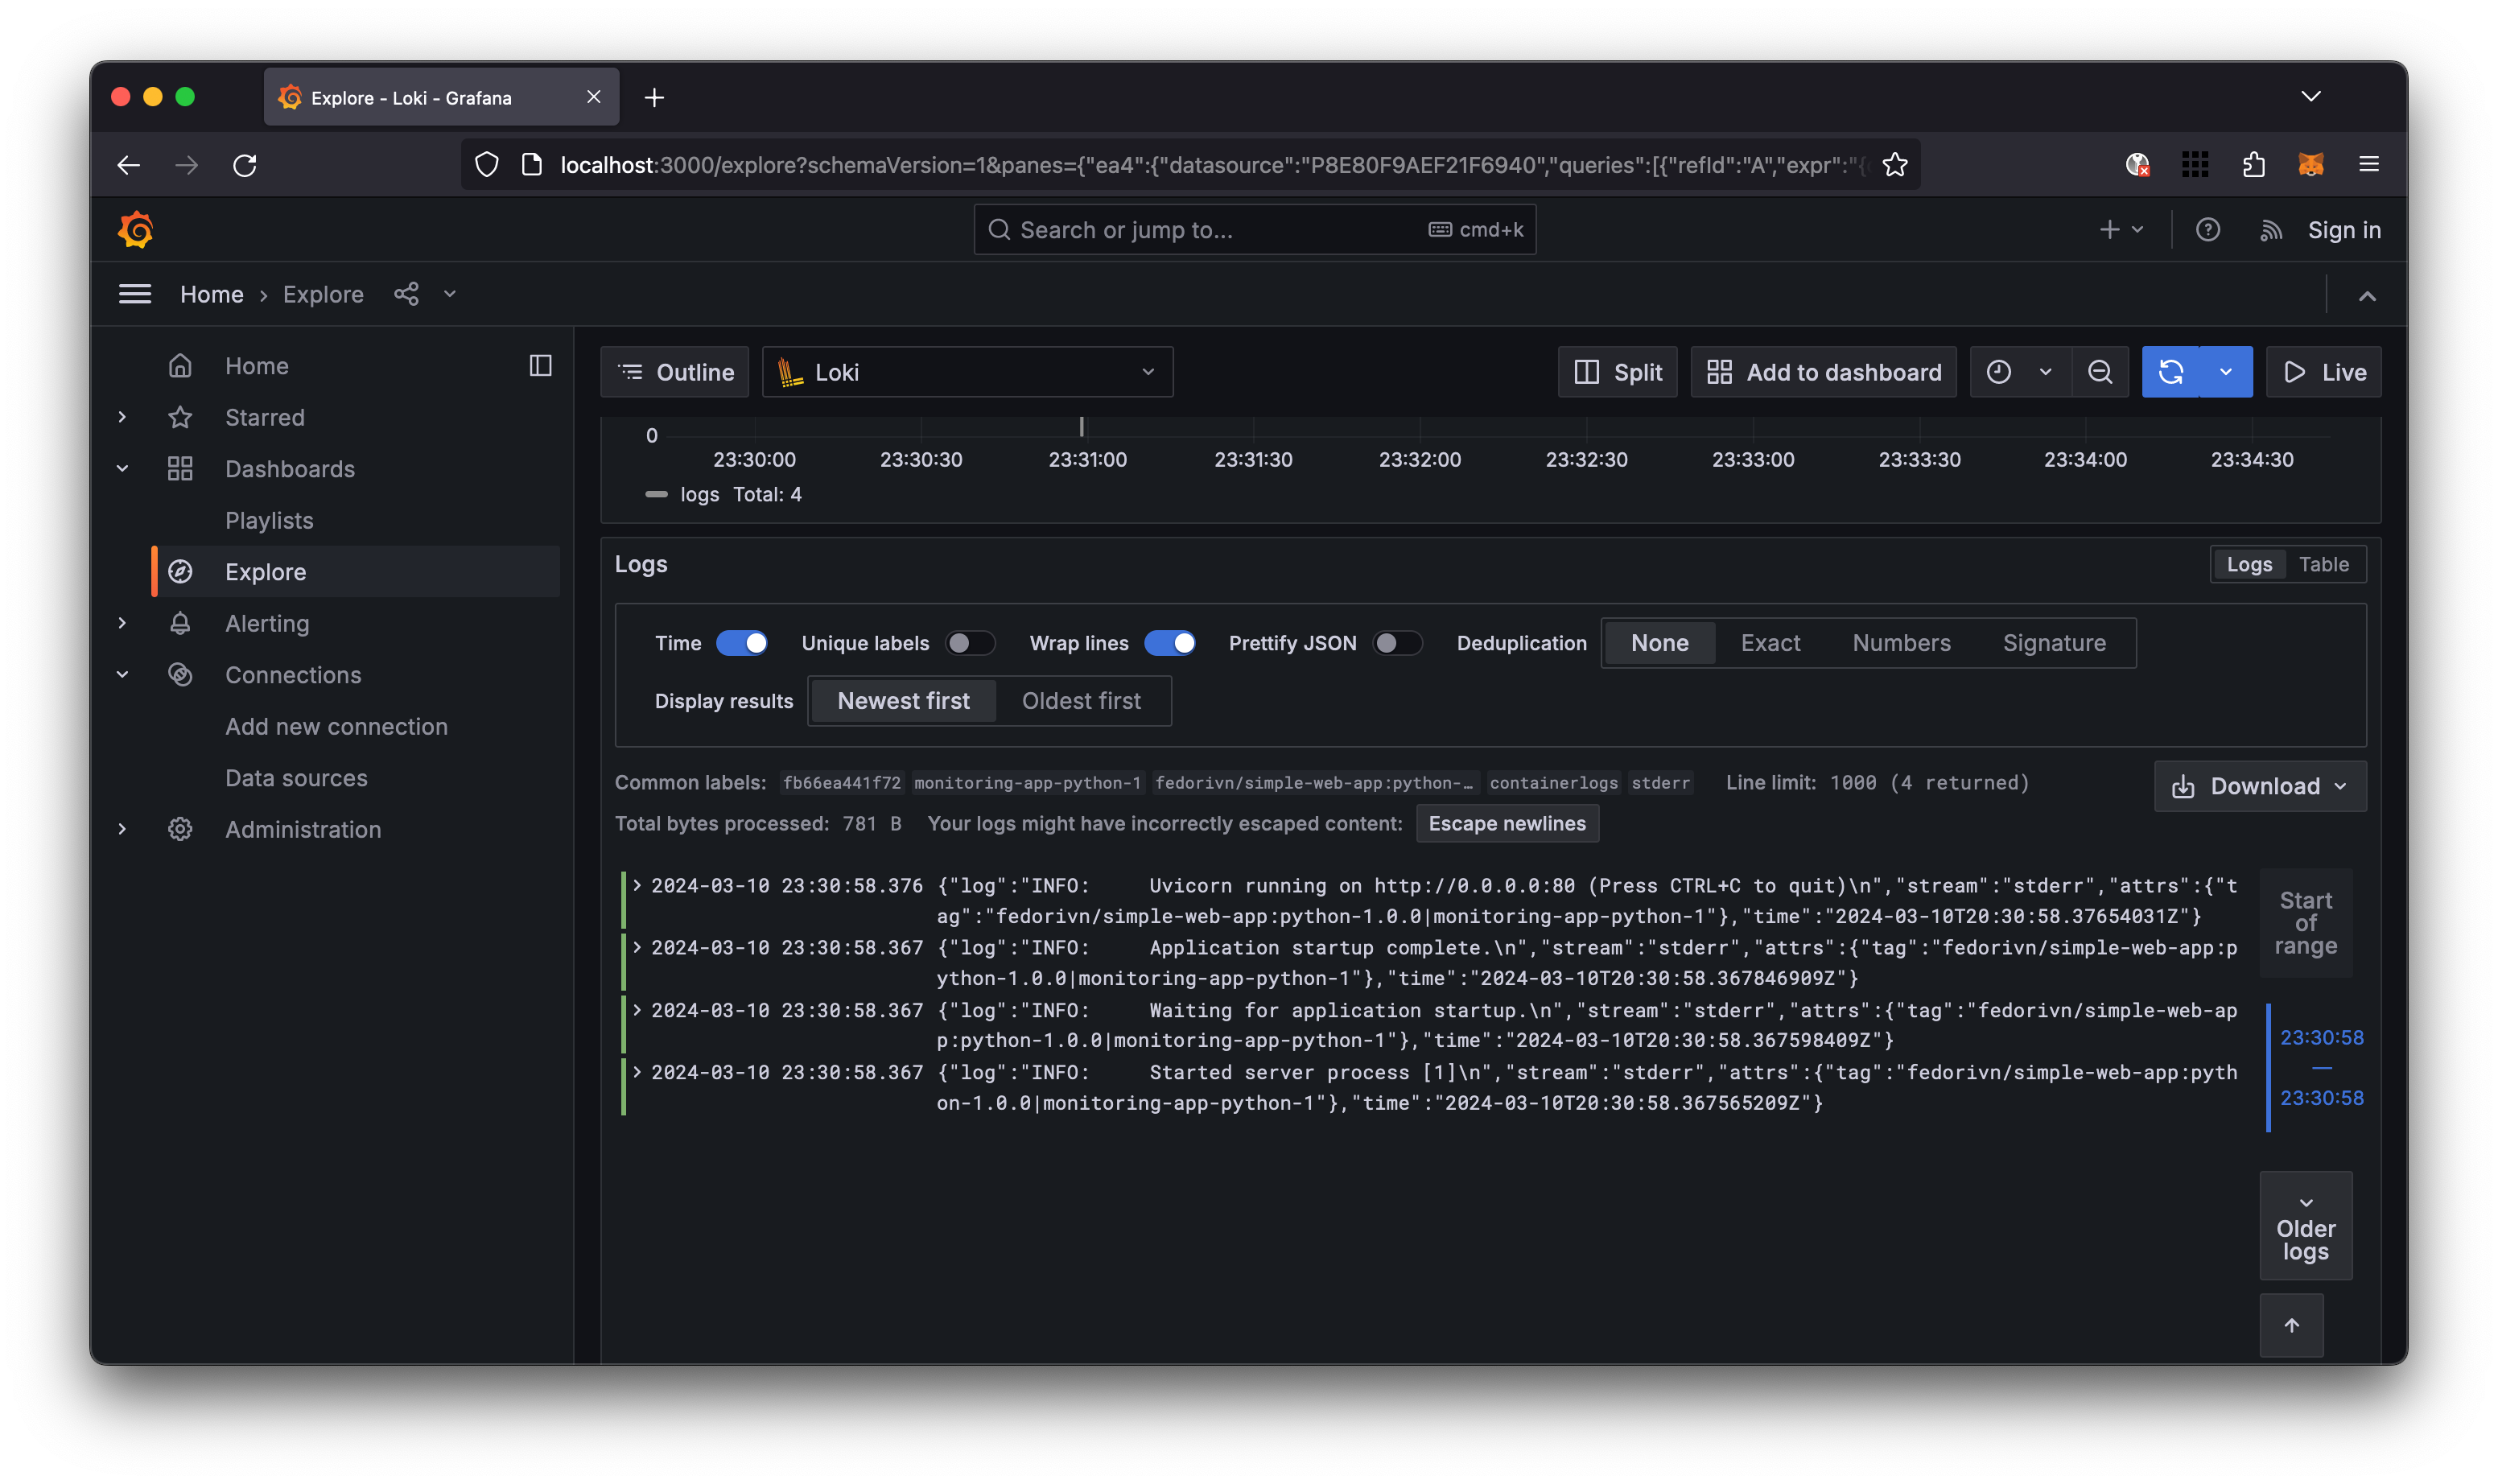 Explore - Loki - Grafana
localhost:3000/explore?schemaVersion=1&panes={"ea4":{"datasource":"P8E80F9AEF21F6940","queries":[{"refId":"A","expr":"{
Search or jump to...
cmd+k
Sign in
Home › Explore
Home
Starred
Dashboards
Playlists
Explore
Alerting
Connections
Add new connection
Data sources
Administration
Outline
Loki
Split
Add to dashboard
Live
0
23:30:00 23:30:30 23:31:00 23:31:30 23:32:00 23:32:30 23:33:00 23:33:30 23:34:00 23:34:30
logs Total: 4
Logs
Logs Table
Time Unique labels Wrap lines Prettify JSON Deduplication None Exact Numbers Signature
Display results Newest first Oldest first
Common labels: fb66ea441f72 monitoring-app-python-1 fedorivn/simple-web-app:python-… containerlogs stderr Line limit: 1000 (4 returned)
Download
Total bytes processed: 781 B Your logs might have incorrectly escaped content: Escape newlines
2024-03-10 23:30:58.376 {"log":"INFO:     Uvicorn running on http://0.0.0.0:80 (Press CTRL+C to quit)\n","stream":"stderr","attrs":{"t
ag":"fedorivn/simple-web-app:python-1.0.0|monitoring-app-python-1"},"time":"2024-03-10T20:30:58.37654031Z"}
2024-03-10 23:30:58.367 {"log":"INFO:     Application startup complete.\n","stream":"stderr","attrs":{"tag":"fedorivn/simple-web-app:p
ython-1.0.0|monitoring-app-python-1"},"time":"2024-03-10T20:30:58.367846909Z"}
2024-03-10 23:30:58.367 {"log":"INFO:     Waiting for application startup.\n","stream":"stderr","attrs":{"tag":"fedorivn/simple-web-ap
p:python-1.0.0|monitoring-app-python-1"},"time":"2024-03-10T20:30:58.367598409Z"}
2024-03-10 23:30:58.367 {"log":"INFO:     Started server process [1]\n","stream":"stderr","attrs":{"tag":"fedorivn/simple-web-app:pyth
on-1.0.0|monitoring-app-python-1"},"time":"2024-03-10T20:30:58.367565209Z"}
Start
of
range
23:30:58
—
23:30:58
Older
logs